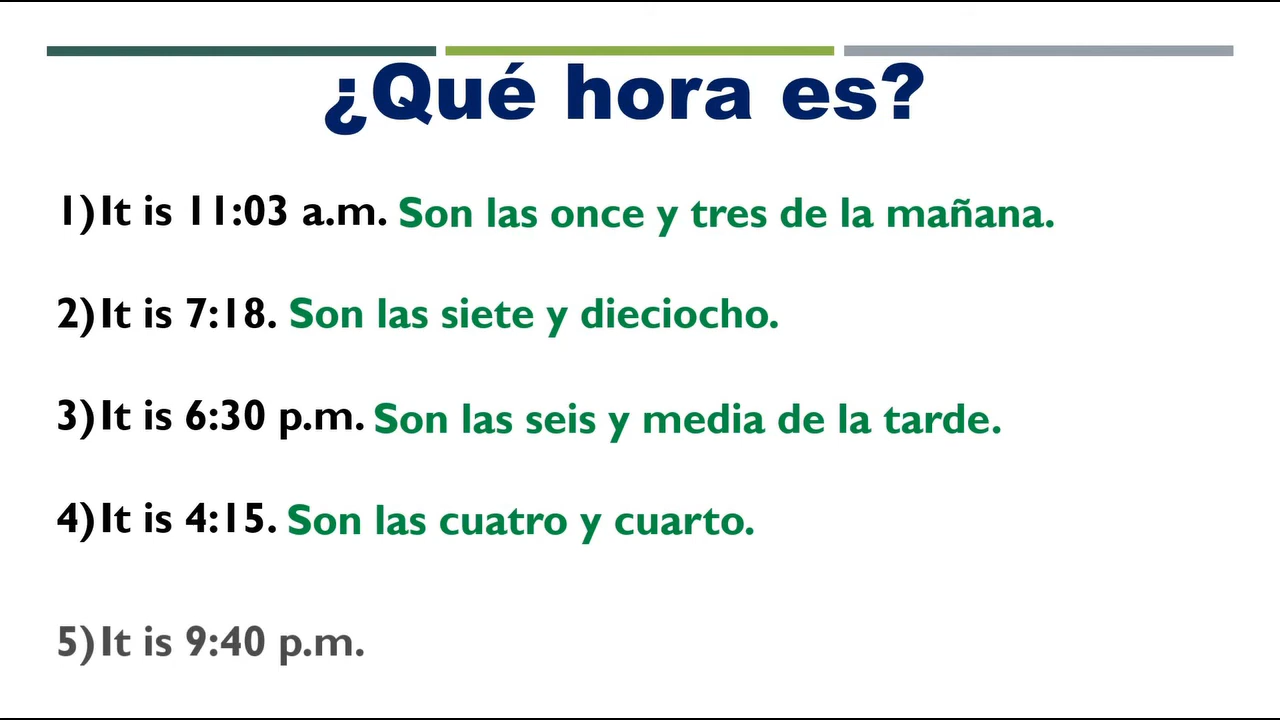 ¿Qué hora es?
1) It is 11:03 a.m. Son las once y tres de la mañana.
2) It is 7:18. Son las siete y dieciocho.
3) It is 6:30 p.m. Son las seis y media de la tarde.
4) It is 4:15. Son las cuatro y cuarto.
5) It is 9:40 p.m.